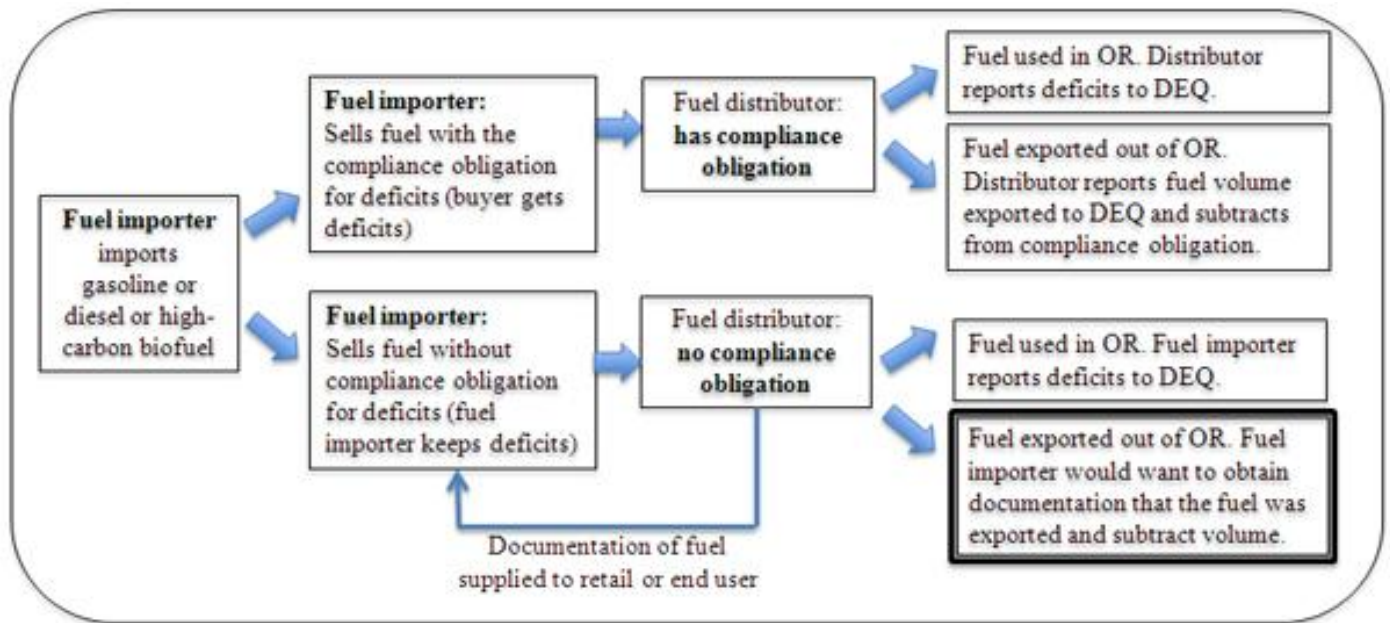 Fuel importer
imports
gasoline or
diesel or high-
carbon biofuel
Fuel importer:
Sells fuel with the
compliance obligation
for deficits (buyer gets
deficits)
Fuel distributor:
has compliance
obligation
Fuel used in OR. Distributor
reports deficits to DEQ.
Fuel exported out of OR.
Distributor reports fuel volume
exported to DEQ and subtracts
from compliance obligation.
Fuel importer:
Sells fuel without
compliance obligation
for deficits (fuel
importer keeps deficits)
Fuel distributor:
no compliance
obligation
Fuel used in OR. Fuel importer
reports deficits to DEQ.
Fuel exported out of OR. Fuel
importer would want to obtain
documentation that the fuel was
exported and subtract volume.
Documentation of fuel
supplied to retail or end user